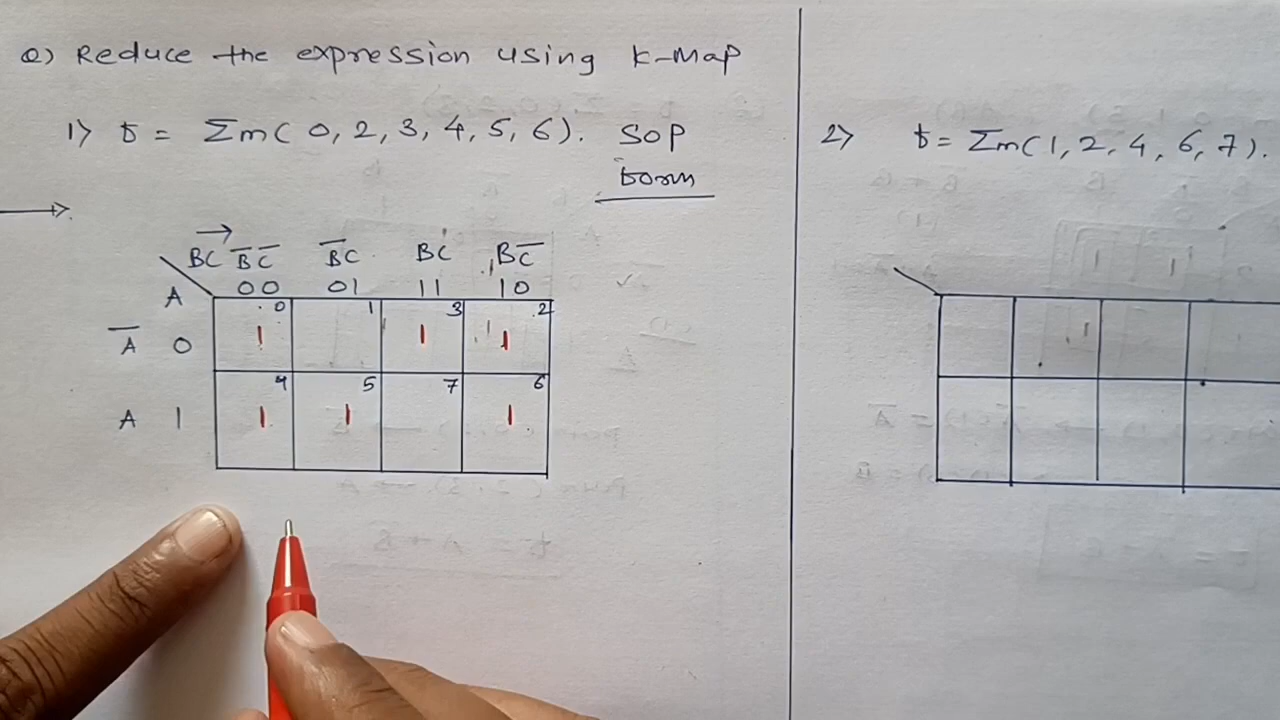 Q) Reduce the expression using K-Map
1) f = Σm( 0, 2, 3, 4, 5, 6). SOP
form
BC B̅C̅ B̅C BC BC̅
A 00 01 11 10
A̅ 0 0 1 1 3 1 2 1
A 1 4 1 5 1 7 6 1
2) f = Σm(1, 2, 4, 6, 7).